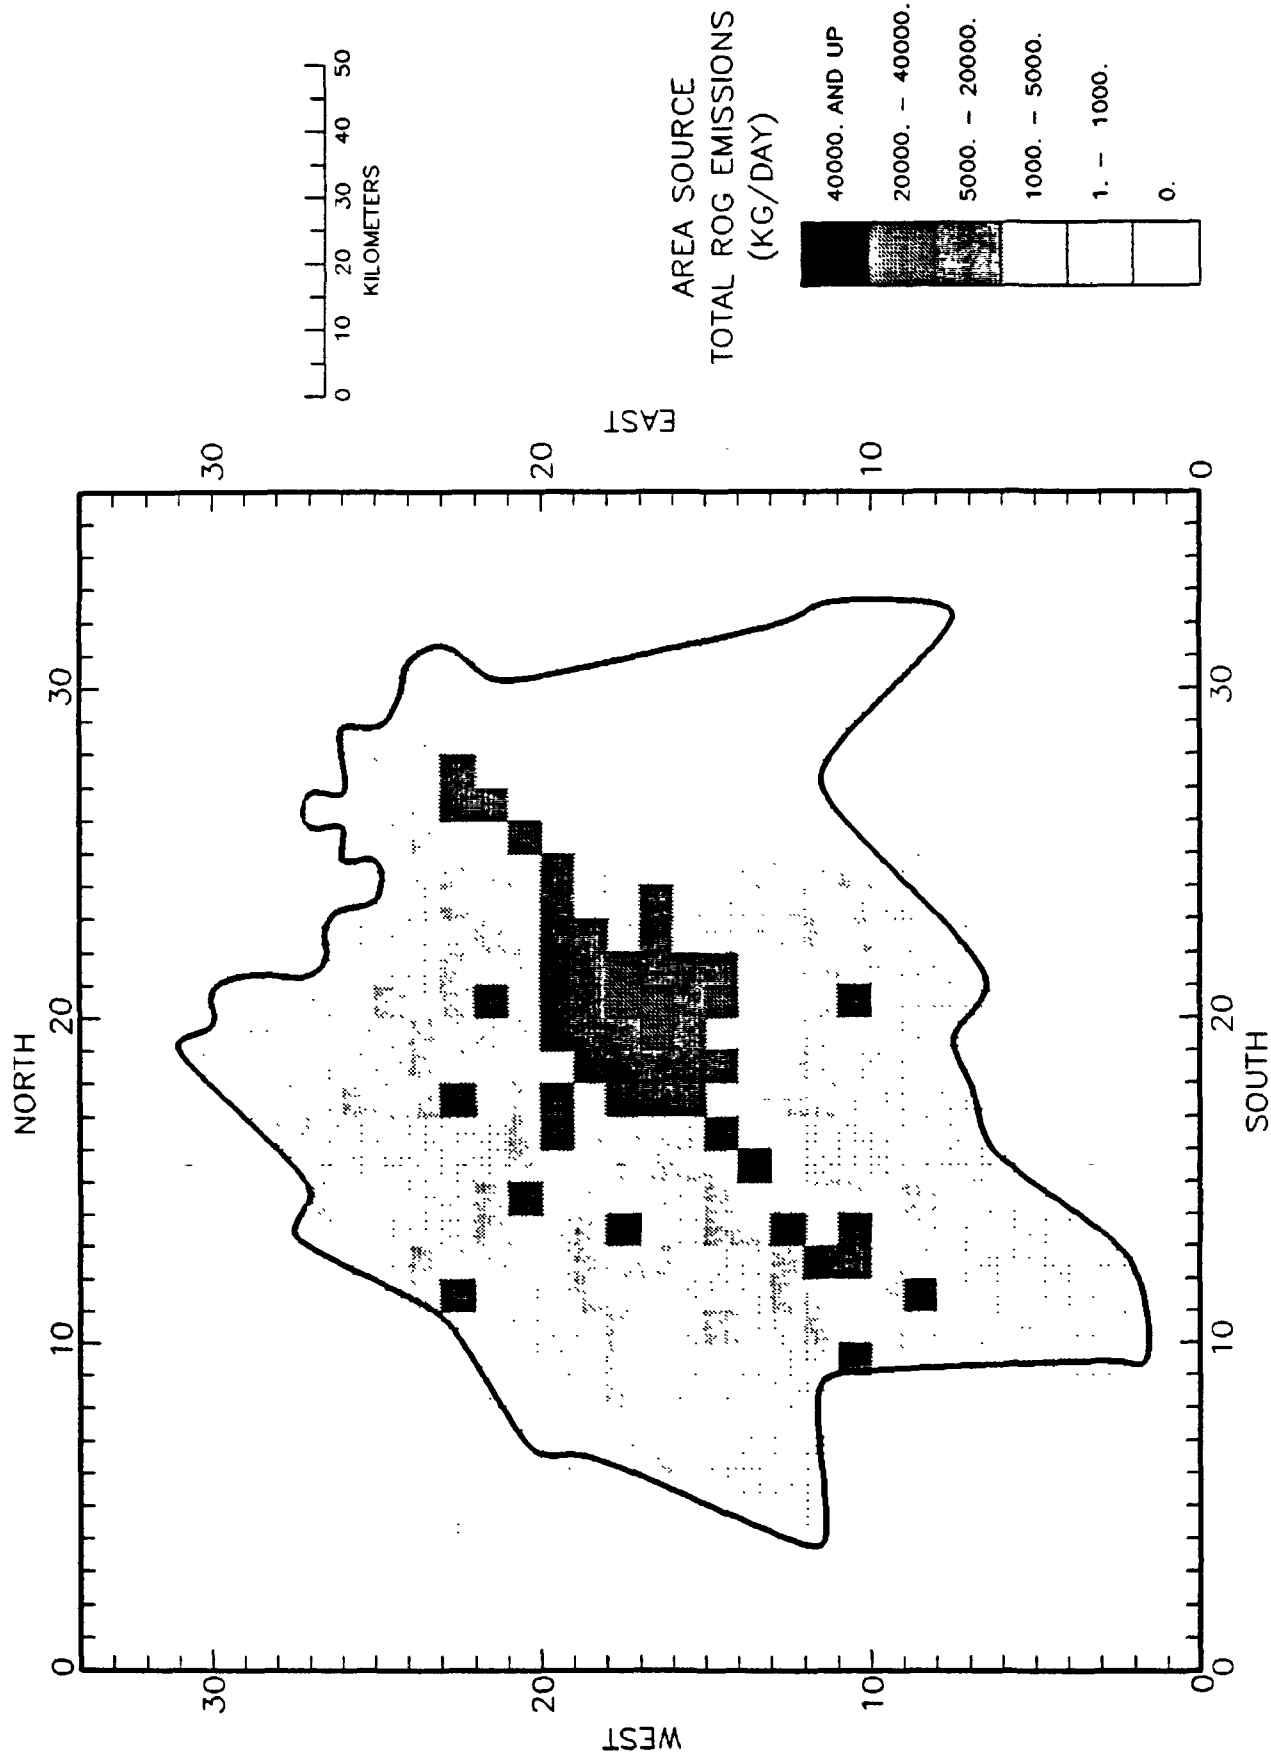 NORTH
0
10
20
30
30
20
10
0
WEST
30
20
10
0
EAST
0
10
20
30
SOUTH
0
10
20
30
40
50
KILOMETERS
AREA SOURCE
TOTAL ROG EMISSIONS
(KG/DAY)
40000. AND UP
20000. - 40000.
5000. - 20000.
1000. - 5000.
1. - 1000.
0.